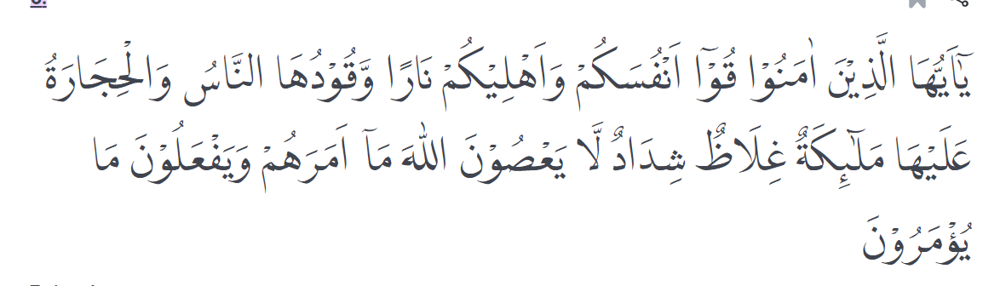 يٰٓاَيُّهَا الَّذِيْنَ اٰمَنُوْا قُوْٓا اَنْفُسَكُمْ وَاَهْلِيْكُمْ نَارًا وَّقُوْدُهَا النَّاسُ وَالْحِجَارَةُ
عَلَيْهَا مَلٰۤىِٕكَةٌ غِلَاظٌ شِدَادٌ لَّا يَعْصُوْنَ اللّٰهَ مَآ اَمَرَهُمْ وَيَفْعَلُوْنَ مَا
يُؤْمَرُوْنَ